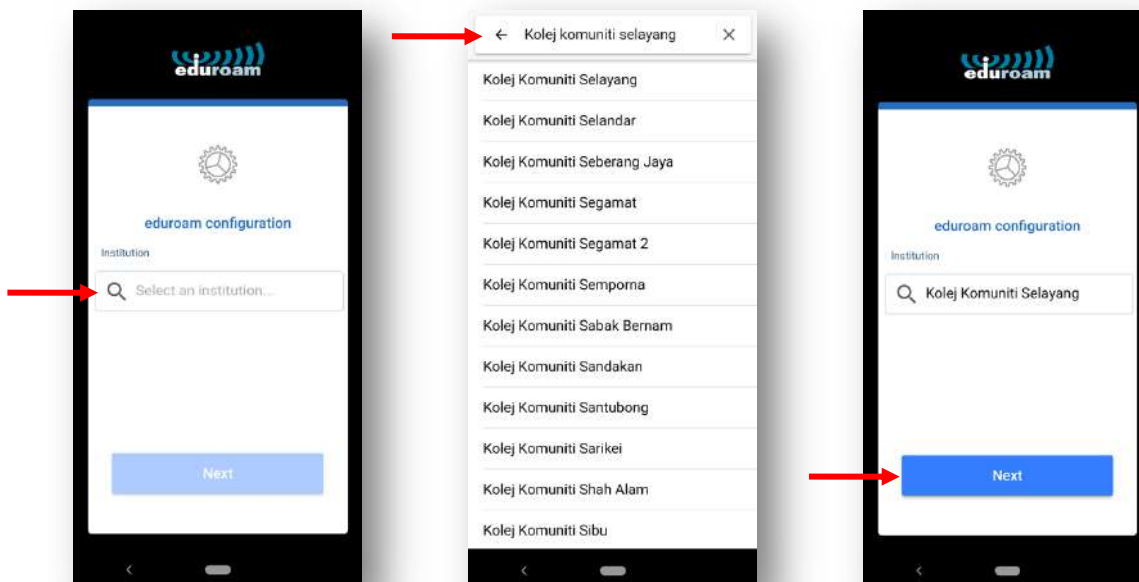 eduroam
eduroam configuration
Institution
Select an institution...
Next
Kolej komuniti selayang
Kolej Komuniti Selayang
Kolej Komuniti Selandar
Kolej Komuniti Seberang Jaya
Kolej Komuniti Segamat
Kolej Komuniti Segamat 2
Kolej Komuniti Semporna
Kolej Komuniti Sabak Bernam
Kolej Komuniti Sandakan
Kolej Komuniti Santubong
Kolej Komuniti Sarikei
Kolej Komuniti Shah Alam
Kolej Komuniti Sibu
eduroam
eduroam configuration
Institution
Kolej Komuniti Selayang
Next